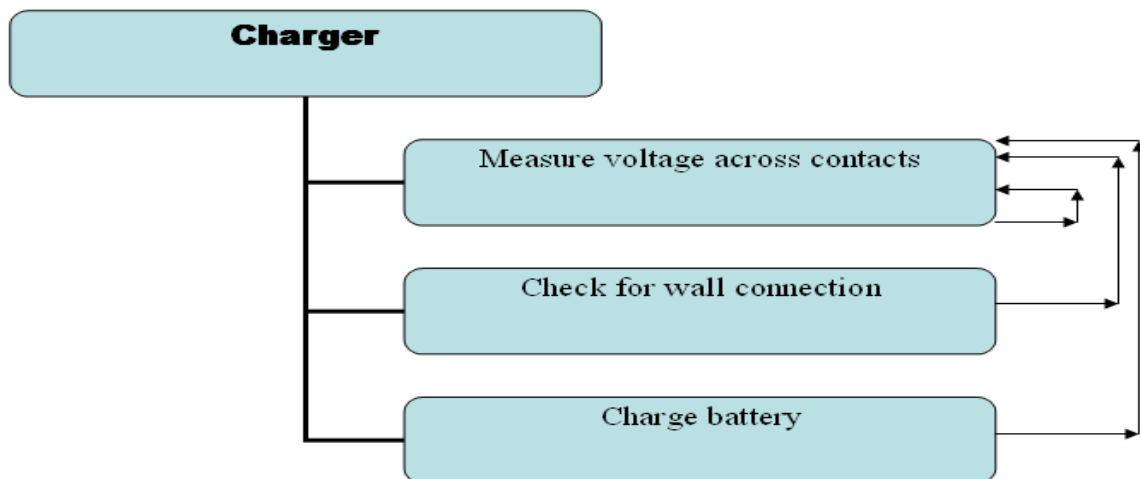 Charger
Measure voltage across contacts
Check for wall connection
Charge battery